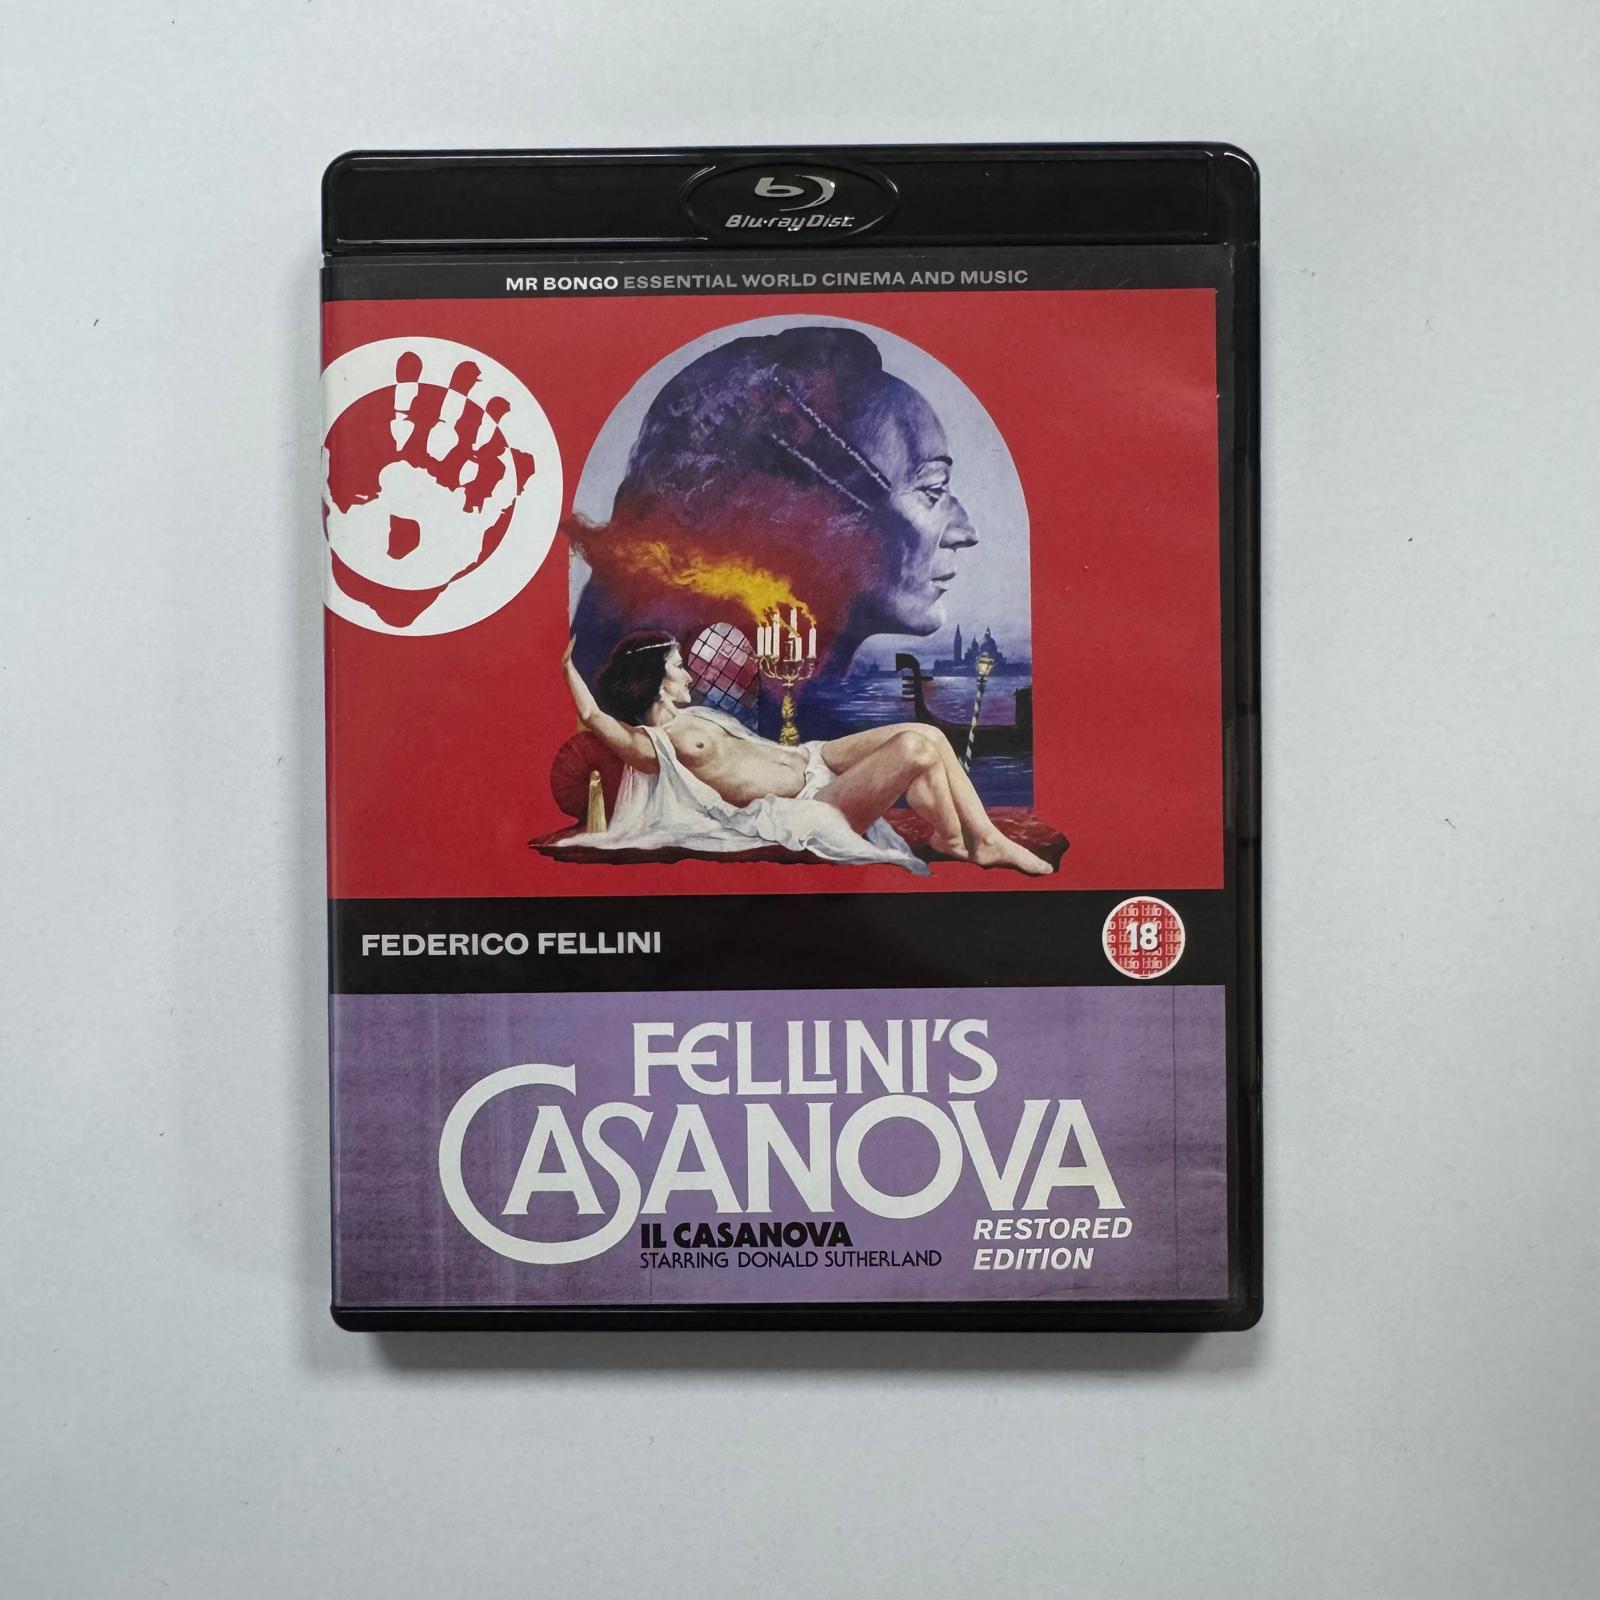 Blu-ray Disc
MR BONGO ESSENTIAL WORLD CINEMA AND MUSIC
FEDERICO FELLINI
18
FELLINI'S
CASANOVA
IL CASANOVA
STARRING DONALD SUTHERLAND
RESTORED
EDITION